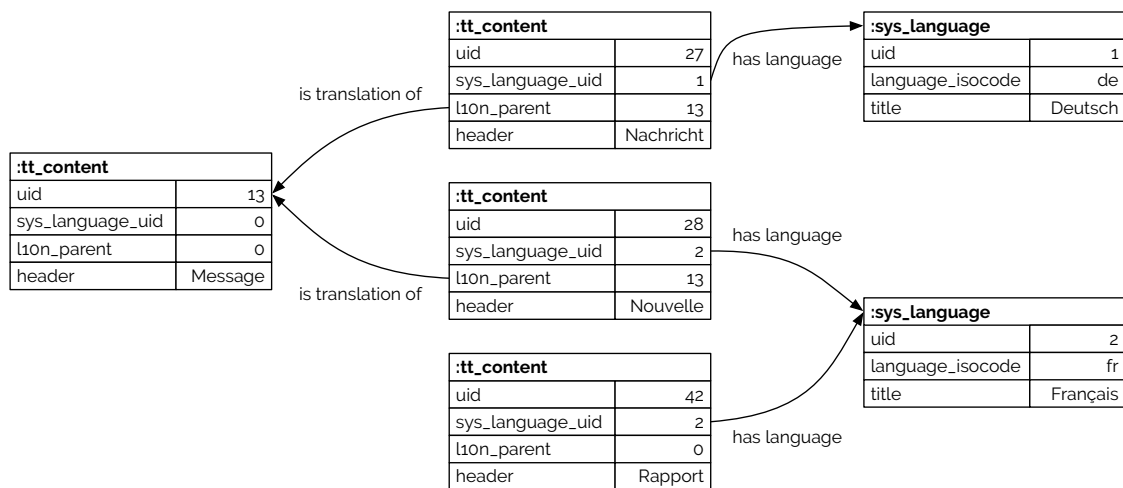 :tt_content
uid 27
sys_language_uid 1
l10n_parent 13
header Nachricht
:sys_language
uid 1
language_isocode de
title Deutsch
has language
is translation of
:tt_content
uid 13
sys_language_uid 0
l10n_parent 0
header Message
:tt_content
uid 28
sys_language_uid 2
l10n_parent 13
header Nouvelle
has language
is translation of
:sys_language
uid 2
language_isocode fr
title Français
:tt_content
uid 42
sys_language_uid 2
l10n_parent 0
header Rapport
has language